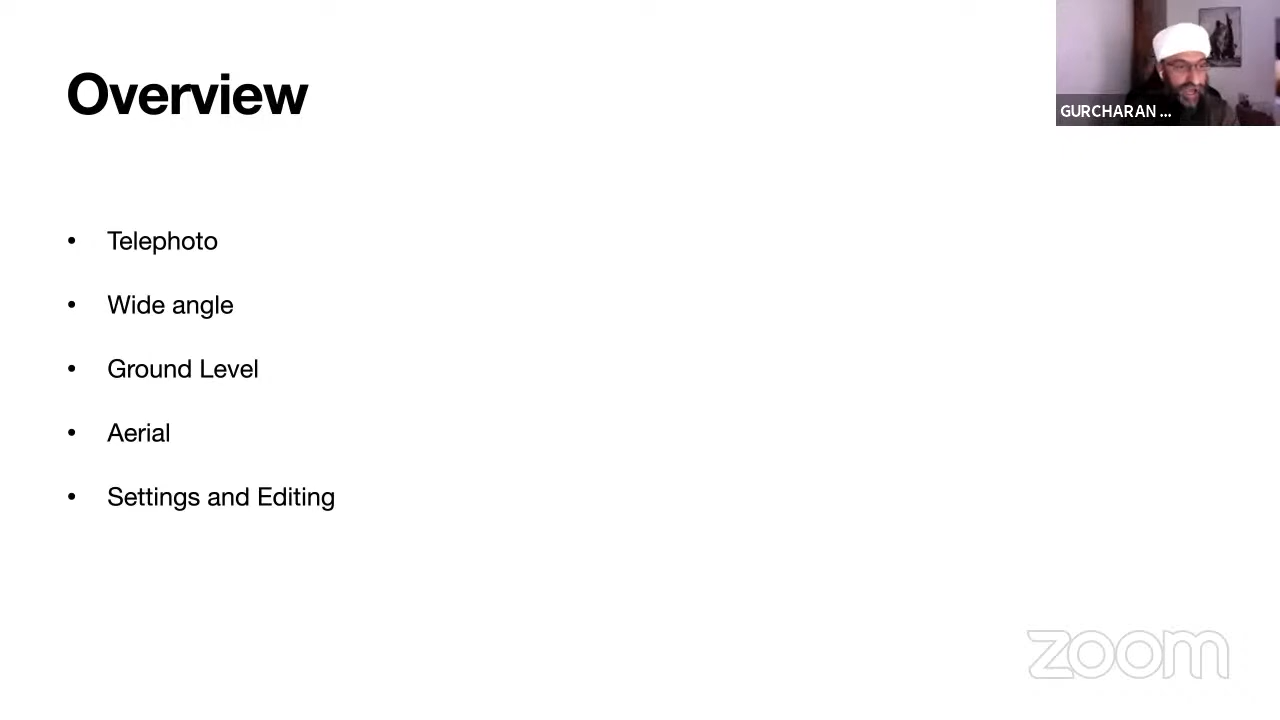 Overview
GURCHARAN ...
• Telephoto
• Wide angle
• Ground Level
• Aerial
• Settings and Editing
zoom